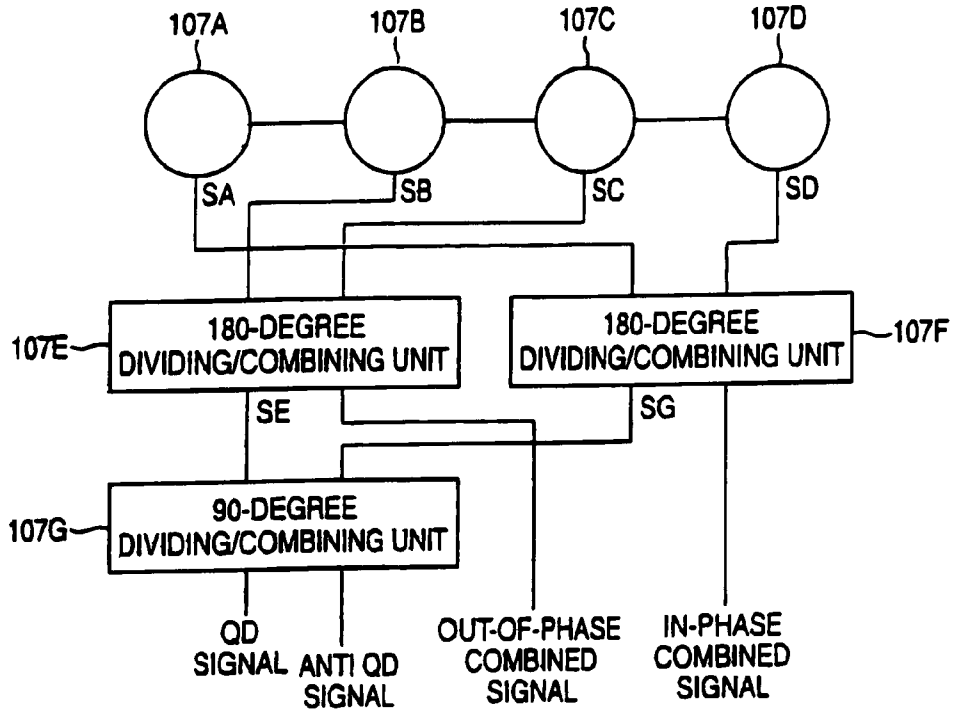 107A
107B
107C
107D
SA
SB
SC
SD
180-DEGREE
DIVIDING/COMBINING UNIT
107E
180-DEGREE
DIVIDING/COMBINING UNIT
107F
SE
SG
90-DEGREE
DIVIDING/COMBINING UNIT
107G
QD
SIGNAL
ANTI QD
SIGNAL
OUT-OF-PHASE
COMBINED
SIGNAL
IN-PHASE
COMBINED
SIGNAL